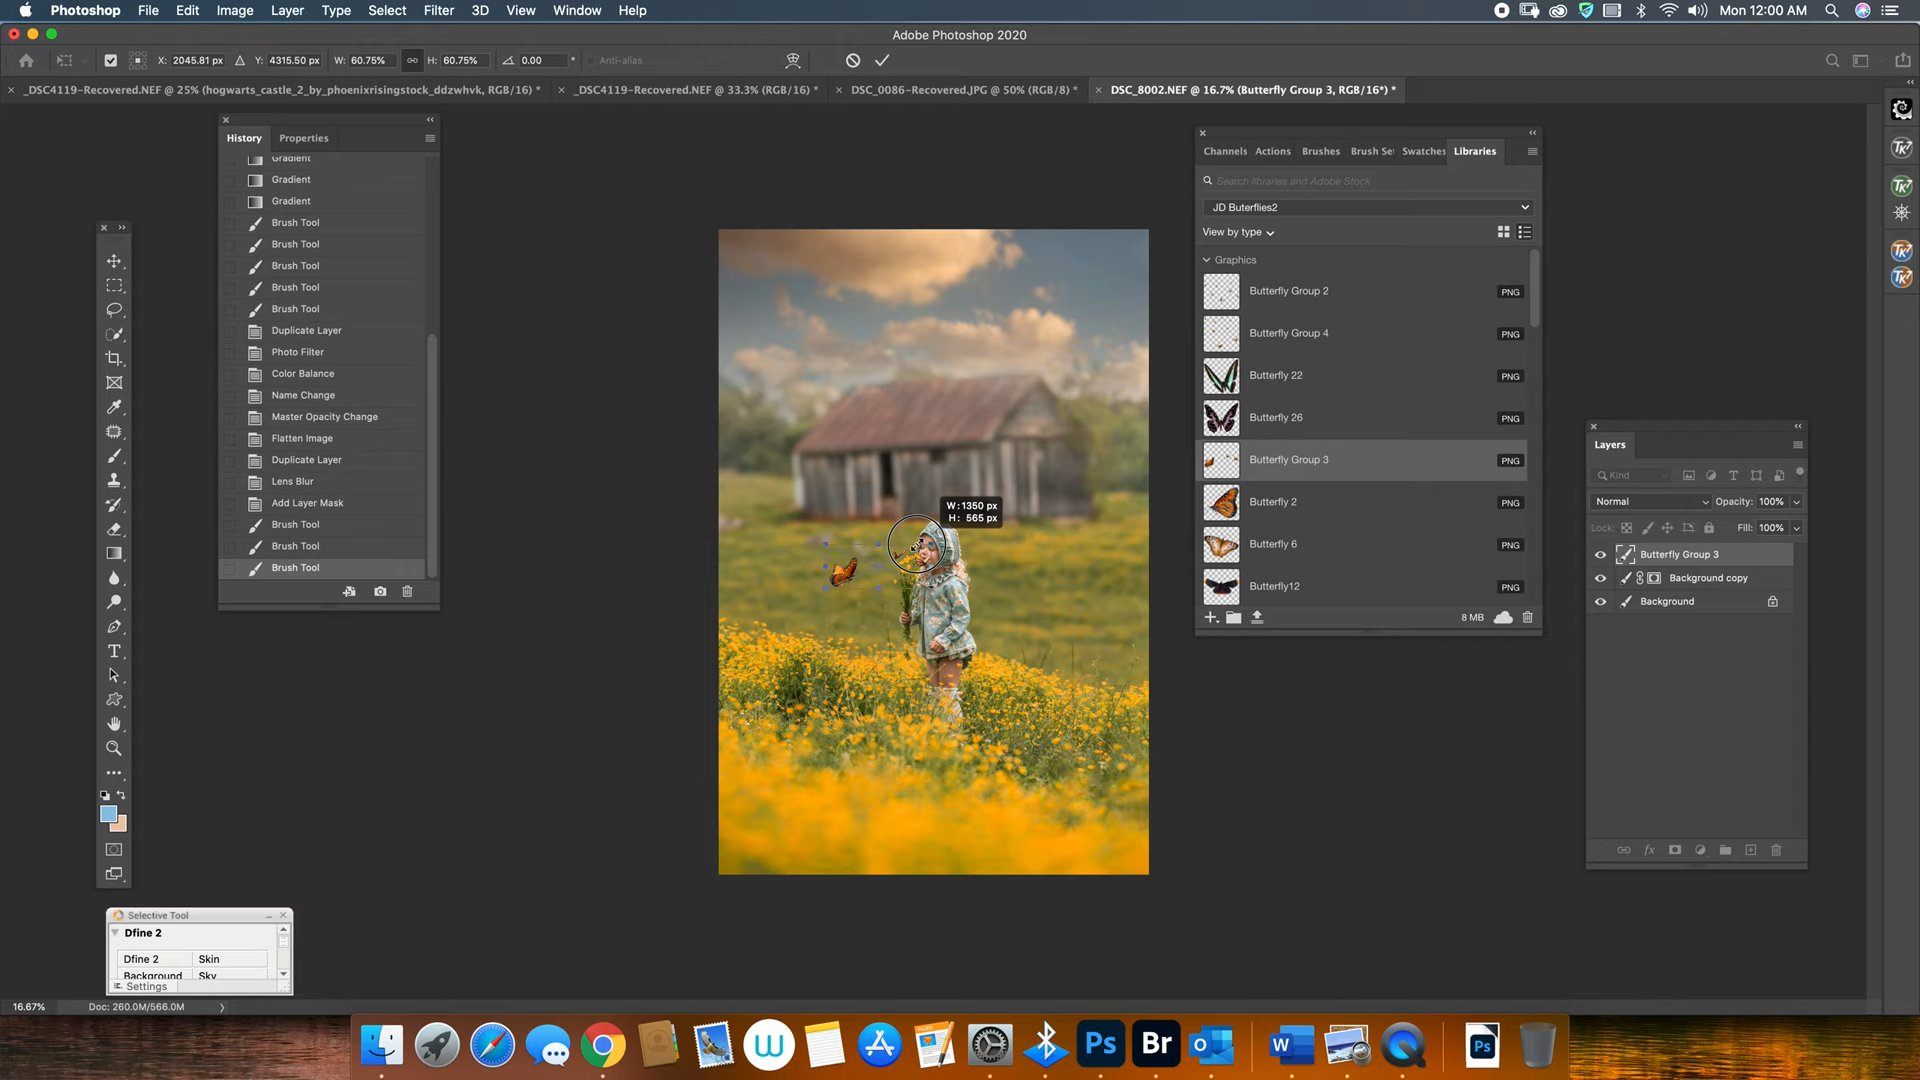 Photoshop File Edit Image Layer Type Select Filter 3D View Window Help Mon 12:00 AM
Adobe Photoshop 2020
X: 2045.81 px Y: 4315.50 px W: 60.75% H: 60.75% 0.00 ° Anti-alias
_DSC4119-Recovered.NEF @ 25% (hogwarts_castle_2_by_phoenixrisingstock_ddzwhvk, RGB/16) * _DSC4119-Recovered.NEF @ 33.3% (RGB/16) * DSC_0086-Recovered.JPG @ 50% (RGB/8) * DSC_8002.NEF @ 16.7% (Butterfly Group 3, RGB/16*) *
History Properties
Gradient
Gradient
Gradient
Brush Tool
Brush Tool
Brush Tool
Brush Tool
Brush Tool
Duplicate Layer
Photo Filter
Color Balance
Name Change
Master Opacity Change
Flatten Image
Duplicate Layer
Lens Blur
Add Layer Mask
Brush Tool
Brush Tool
Brush Tool
W: 1350 px
H: 565 px
Channels Actions Brushes Brush Set Swatches Libraries
Search libraries and Adobe Stock
JD Buterflies2
View by type
Graphics
Butterfly Group 2 PNG
Butterfly Group 4 PNG
Butterfly 22 PNG
Butterfly 26 PNG
Butterfly Group 3 PNG
Butterfly 2 PNG
Butterfly 6 PNG
Butterfly12 PNG
8 MB
Layers
Kind
Normal Opacity: 100%
Lock: Fill: 100%
Butterfly Group 3
Background copy
Background
Selective Tool
Dfine 2
Dfine 2 Skin
Background Sky
Settings
16.67% Doc: 260.0M/566.0M
Ps Br W